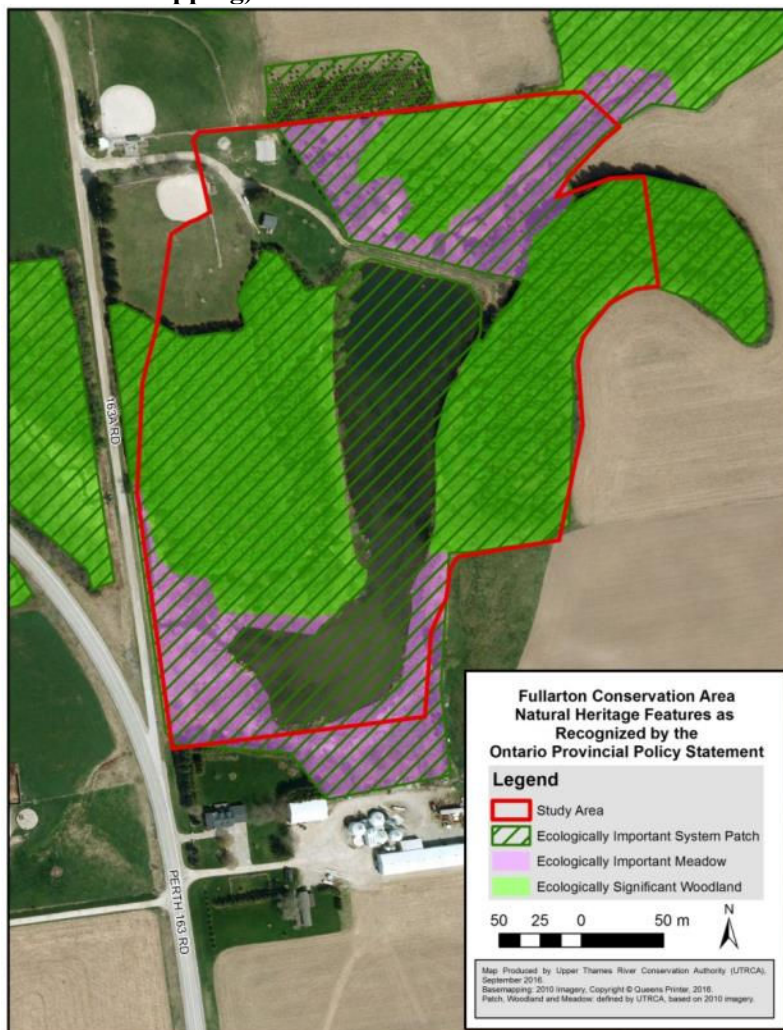 163A RD
PERTH 163 RD
Fullarton Conservation Area
Natural Heritage Features as
Recognized by the
Ontario Provincial Policy Statement
Legend
Study Area
Ecologically Important System Patch
Ecologically Important Meadow
Ecologically Significant Woodland
50 25 0 50 m
N
Map Produced by Upper Thames River Conservation Authority (UTRCA),
September 2016.
Basemapping: 2010 Imagery, Copyright © Queens Printer, 2016.
Patch, Woodland and Meadow: defined by UTRCA, based on 2010 imagery.